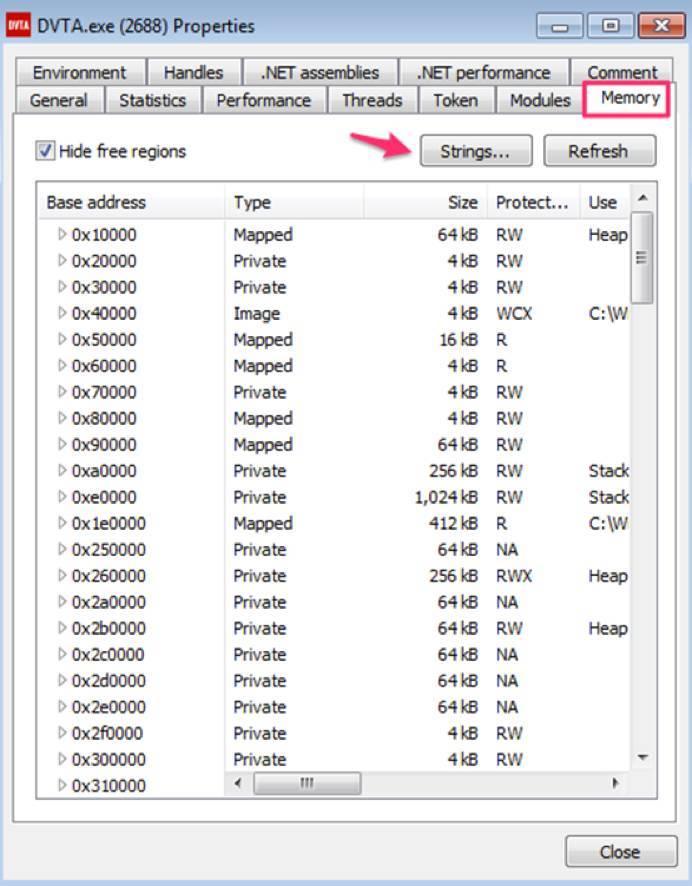 DVTA DVTA.exe (2688) Properties
Environment Handles .NET assemblies .NET performance Comment
General Statistics Performance Threads Token Modules Memory
Hide free regions Strings... Refresh
Base address Type Size Protect... Use
0x10000 Mapped 64 kB RW Heap
0x20000 Private 4 kB RW
0x30000 Private 4 kB RW
0x40000 Image 4 kB WCX C:\W
0x50000 Mapped 16 kB R
0x60000 Mapped 4 kB R
0x70000 Private 4 kB RW
0x80000 Mapped 4 kB RW
0x90000 Mapped 64 kB RW
0xa0000 Private 256 kB RW Stack
0xe0000 Private 1,024 kB RW Stack
0x1e0000 Mapped 412 kB R C:\W
0x250000 Private 64 kB NA
0x260000 Private 256 kB RWX Heap
0x2a0000 Private 64 kB NA
0x2b0000 Private 64 kB RW Heap
0x2c0000 Private 64 kB NA
0x2d0000 Private 64 kB NA
0x2e0000 Private 64 kB NA
0x2f0000 Private 4 kB RW
0x300000 Private 4 kB RW
0x310000
Close